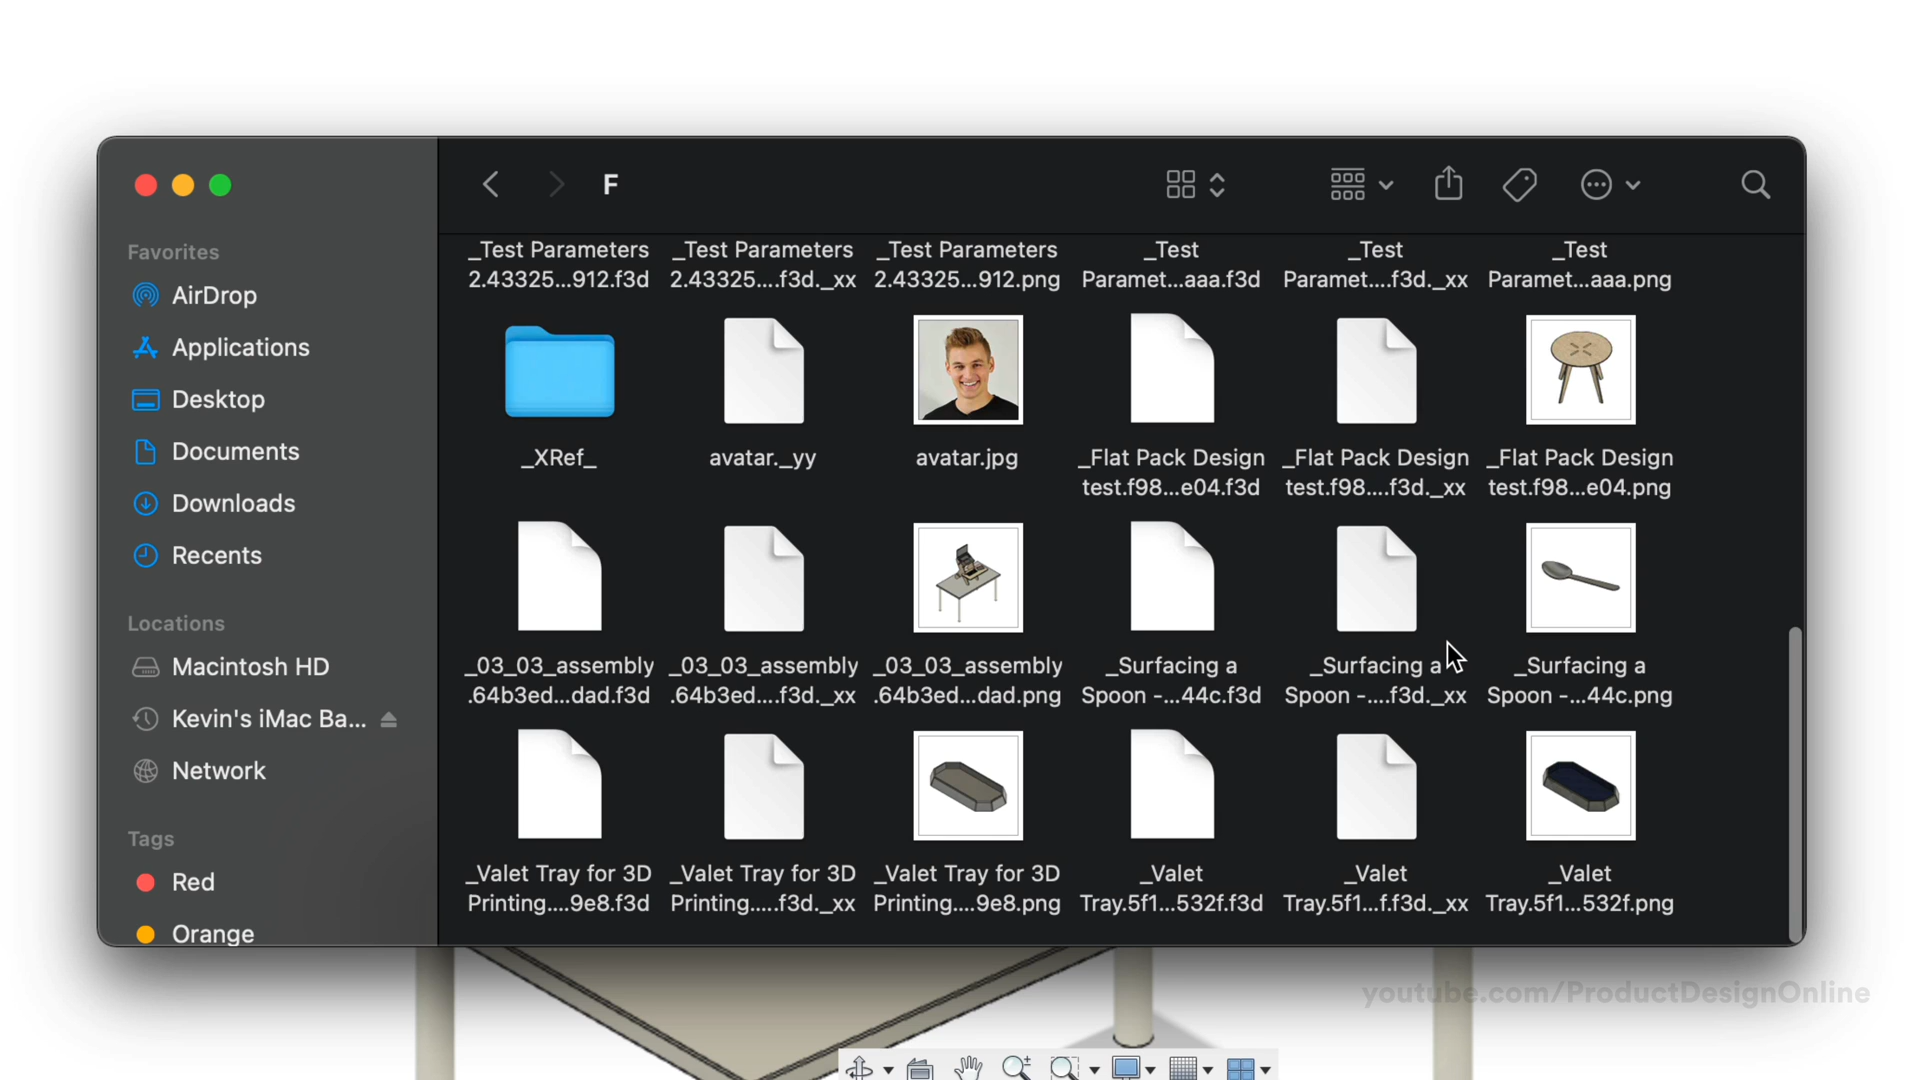 F
Favorites
AirDrop
Applications
Desktop
Documents
Downloads
Recents
Locations
Macintosh HD
Kevin's iMac Ba...
Network
Tags
Red
Orange
_Test Parameters
2.43325...912.f3d
_Test Parameters
2.43325....f3d._xx
_Test Parameters
2.43325...912.png
_Test
Paramet...aaa.f3d
_Test
Paramet....f3d._xx
_Test
Paramet...aaa.png
_XRef_
avatar._yy
avatar.jpg
_Flat Pack Design
test.f98...e04.f3d
_Flat Pack Design
test.f98....f3d._xx
_Flat Pack Design
test.f98...e04.png
_03_03_assembly
.64b3ed...dad.f3d
_03_03_assembly
.64b3ed....f3d._xx
_03_03_assembly
.64b3ed...dad.png
_Surfacing a
Spoon -...44c.f3d
_Surfacing a
Spoon -....f3d._xx
_Surfacing a
Spoon -...44c.png
_Valet Tray for 3D
Printing....9e8.f3d
_Valet Tray for 3D
Printing.....f3d._xx
_Valet Tray for 3D
Printing....9e8.png
_Valet
Tray.5f1...532f.f3d
_Valet
Tray.5f1...f.f3d._xx
_Valet
Tray.5f1...532f.png
youtube.com/ProductDesignOnline